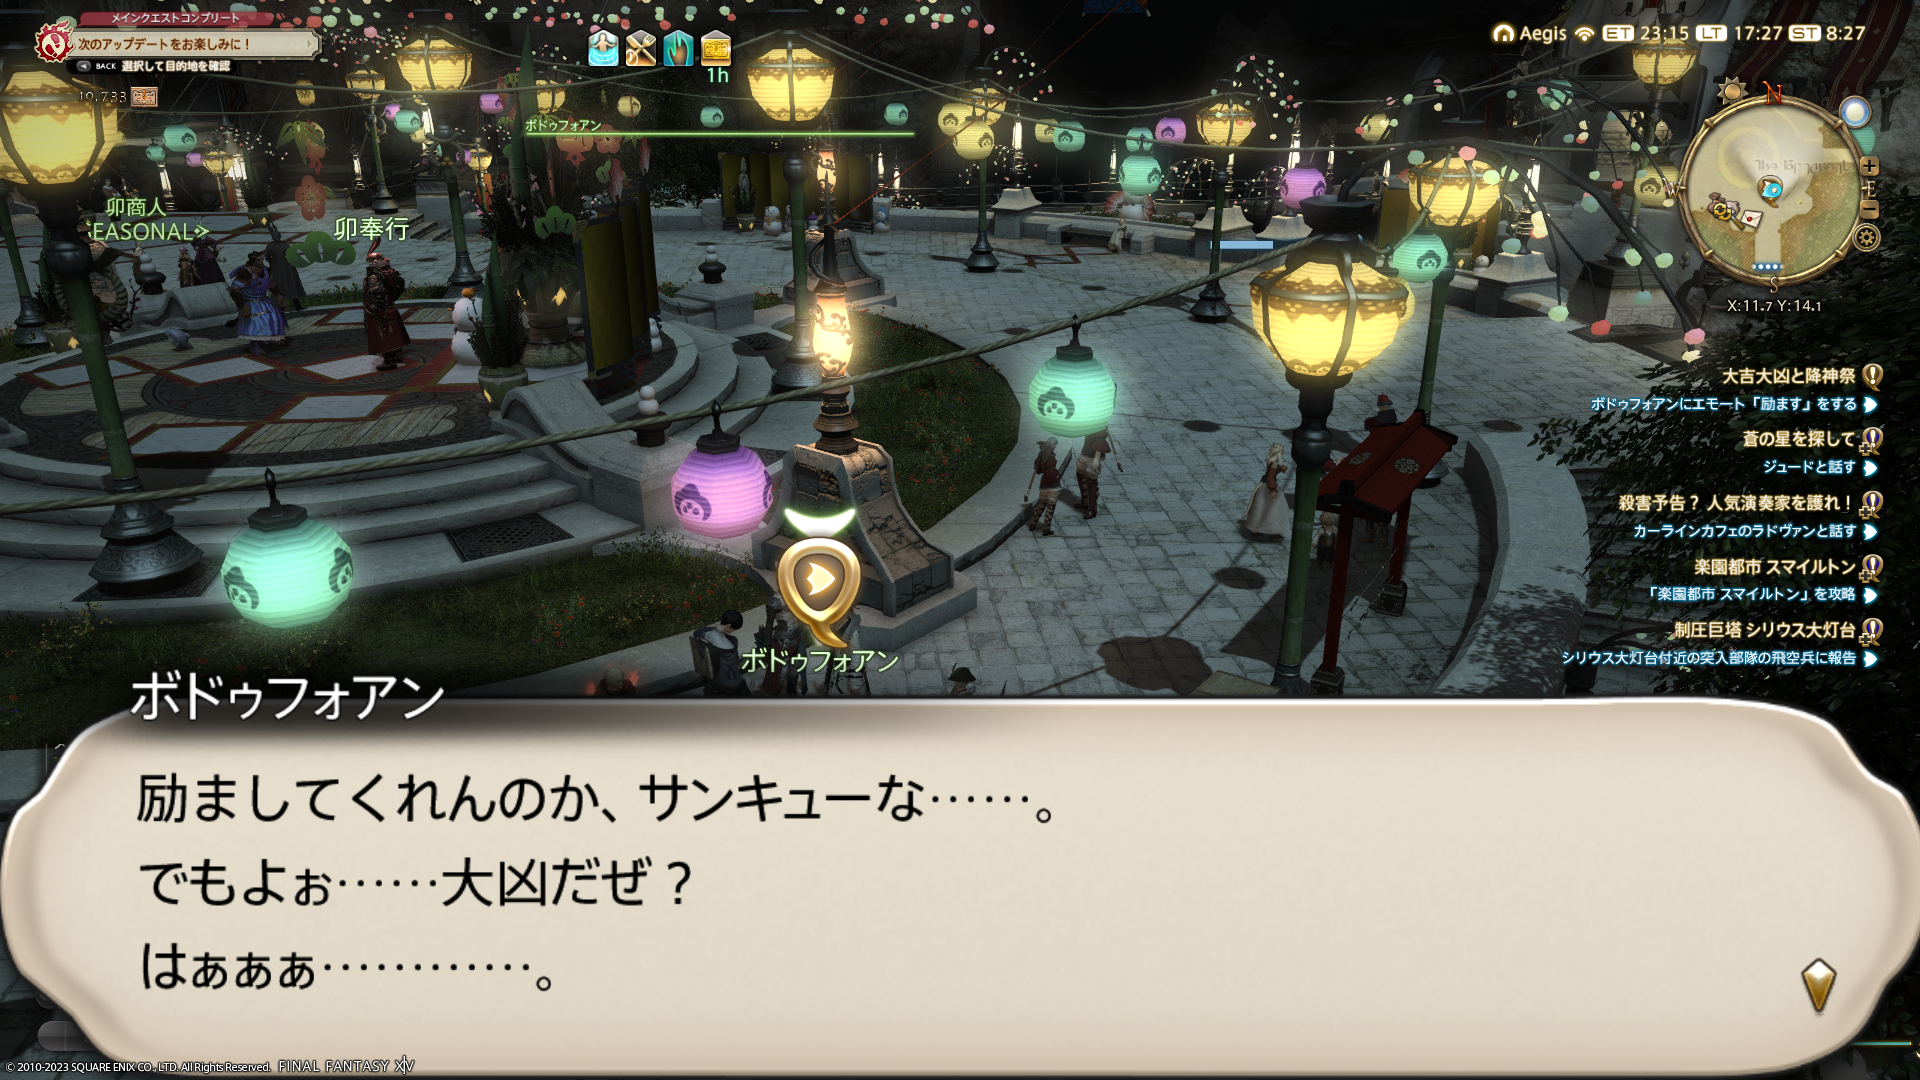 メインクエストコンプリート
次のアップデートをお楽しみに！
BACK 選択して目的地を確認
10,733
1h
Aegis ET 23:15 LT 17:27 ST 8:27
ボドゥフォアン
N
W
E
S
X:11.7 Y:14.1
卯商人
卯奉行
大吉大凶と降神祭
ボドゥフォアンにエモート「励ます」をする
蒼の星を探して
ジュードと話す
殺害予告？ 人気演奏家を護れ！
カーラインカフェのラドヴァンと話す
楽園都市 スマイルトン
「楽園都市 スマイルトン」を攻略
制圧巨塔 シリウス大灯台
シリウス大灯台付近の突入部隊の飛空兵に報告
ボドゥフォアン
ボドゥフォアン
励ましてくれんのか、サンキューな……。
でもよぉ……大凶だぜ？
はぁぁぁ…………。
© 2010-2023 SQUARE ENIX CO., LTD. All Rights Reserved. FINAL FANTASY XIV